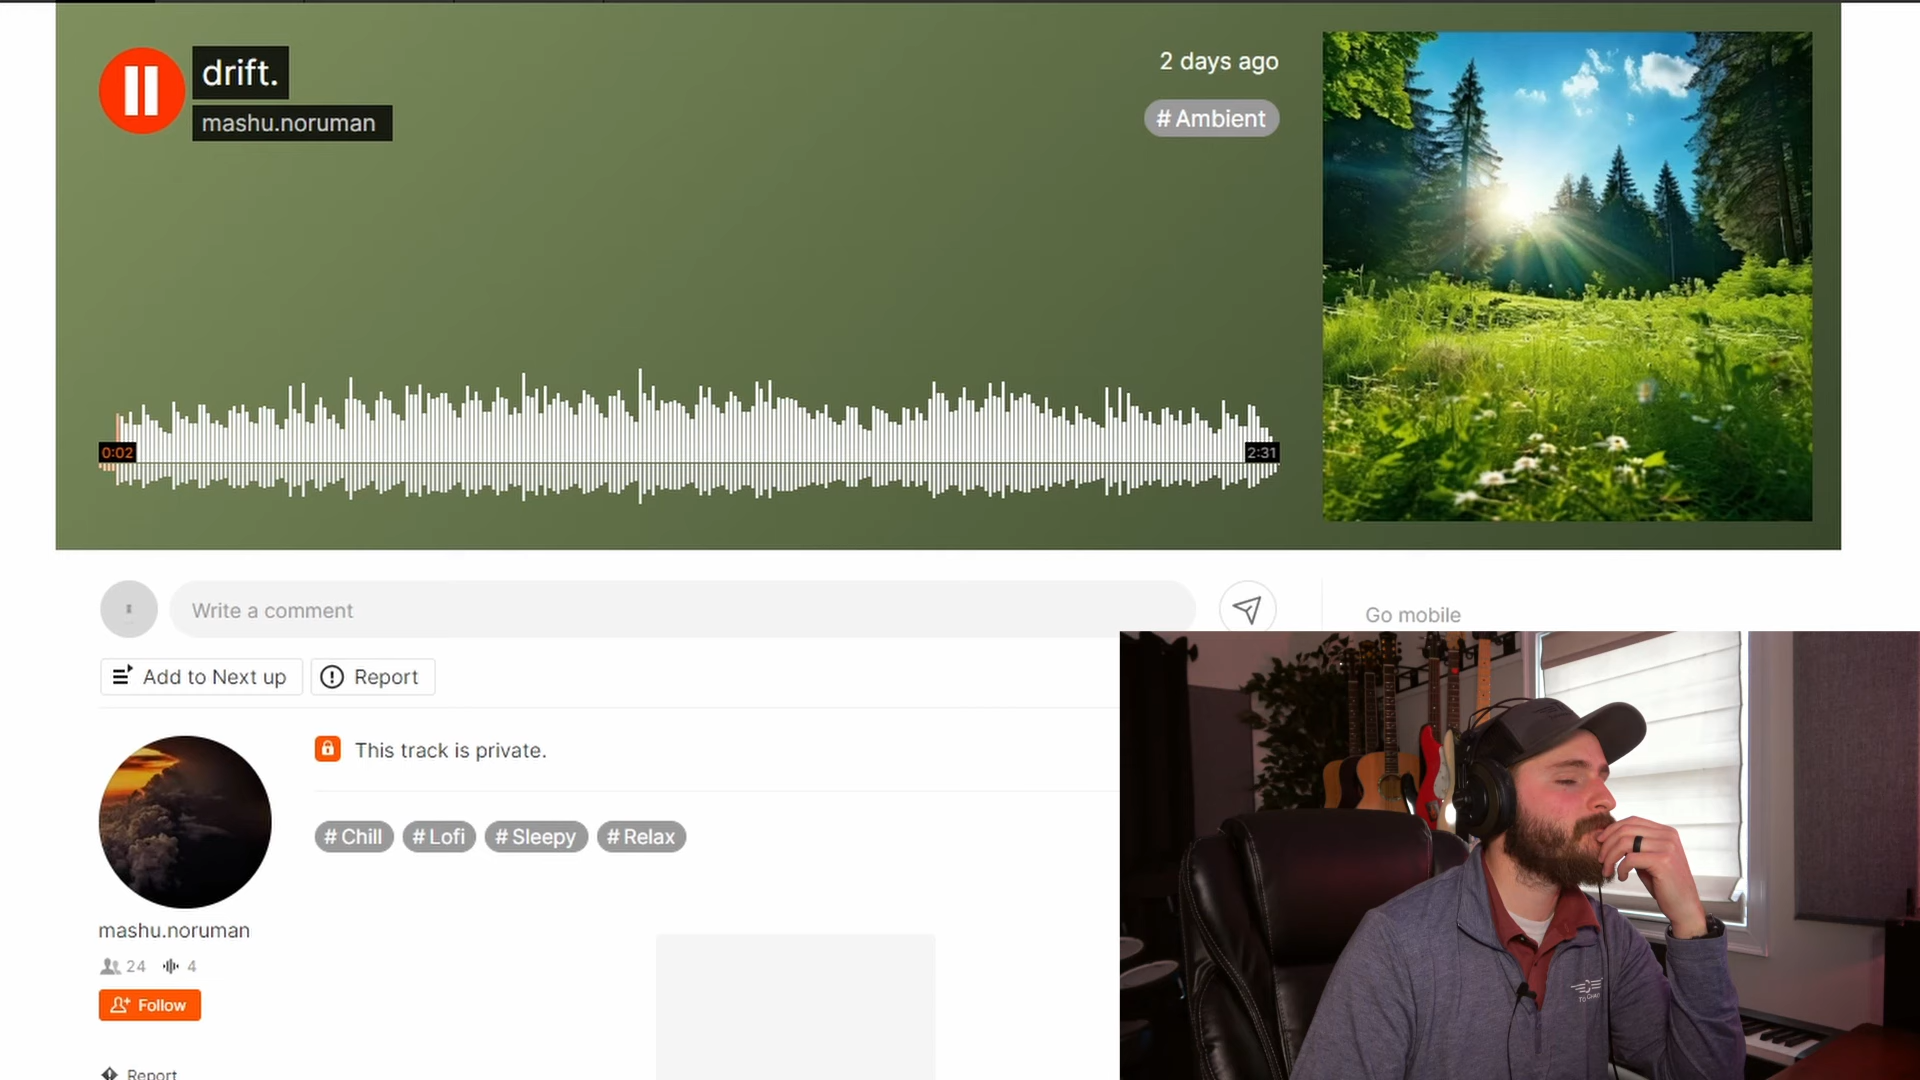 drift.
mashu.noruman
2 days ago
# Ambient
0:02
2:31
Write a comment
Go mobile
Add to Next up
Report
This track is private.
# Chill
# Lofi
# Sleepy
# Relax
mashu.noruman
24
4
Follow
Report